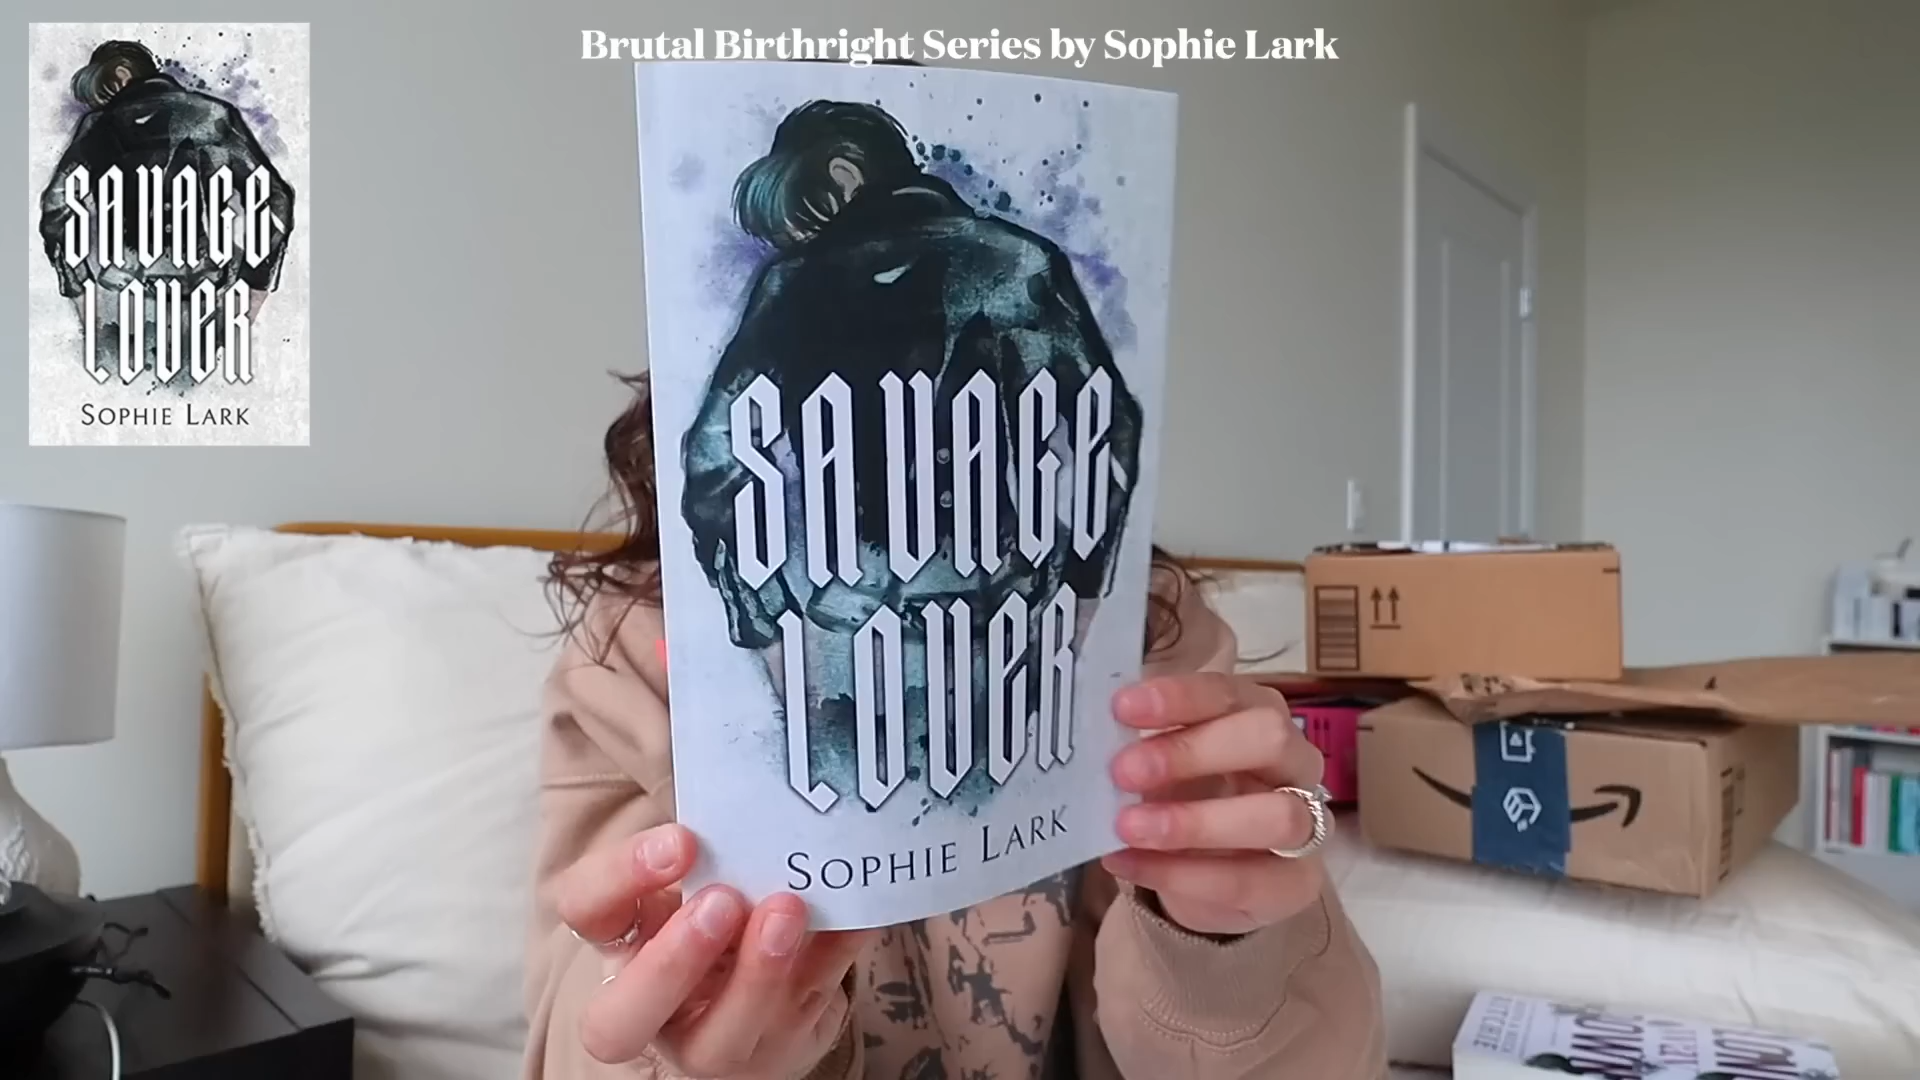 Brutal Birthright Series by Sophie Lark
SAVAGE
LOVER
SOPHIE LARK
SAVAGE
LOVER
SOPHIE LARK